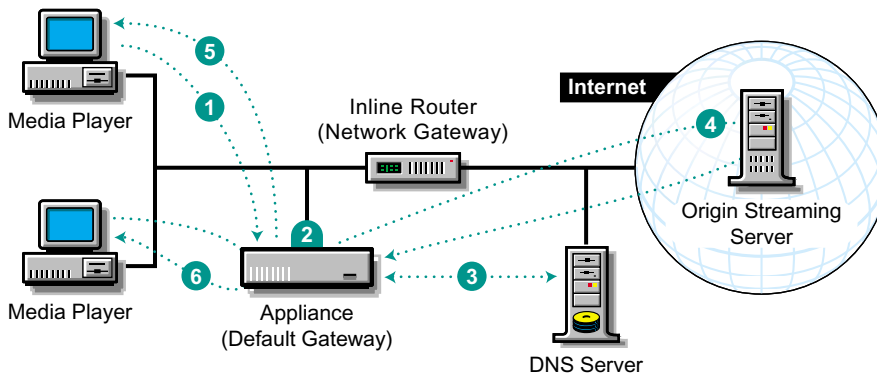 5
Internet
Media Player
1
Inline Router
(Network Gateway)
4
Origin Streaming
Server
2
Media Player
6
3
Appliance
(Default Gateway)
DNS Server